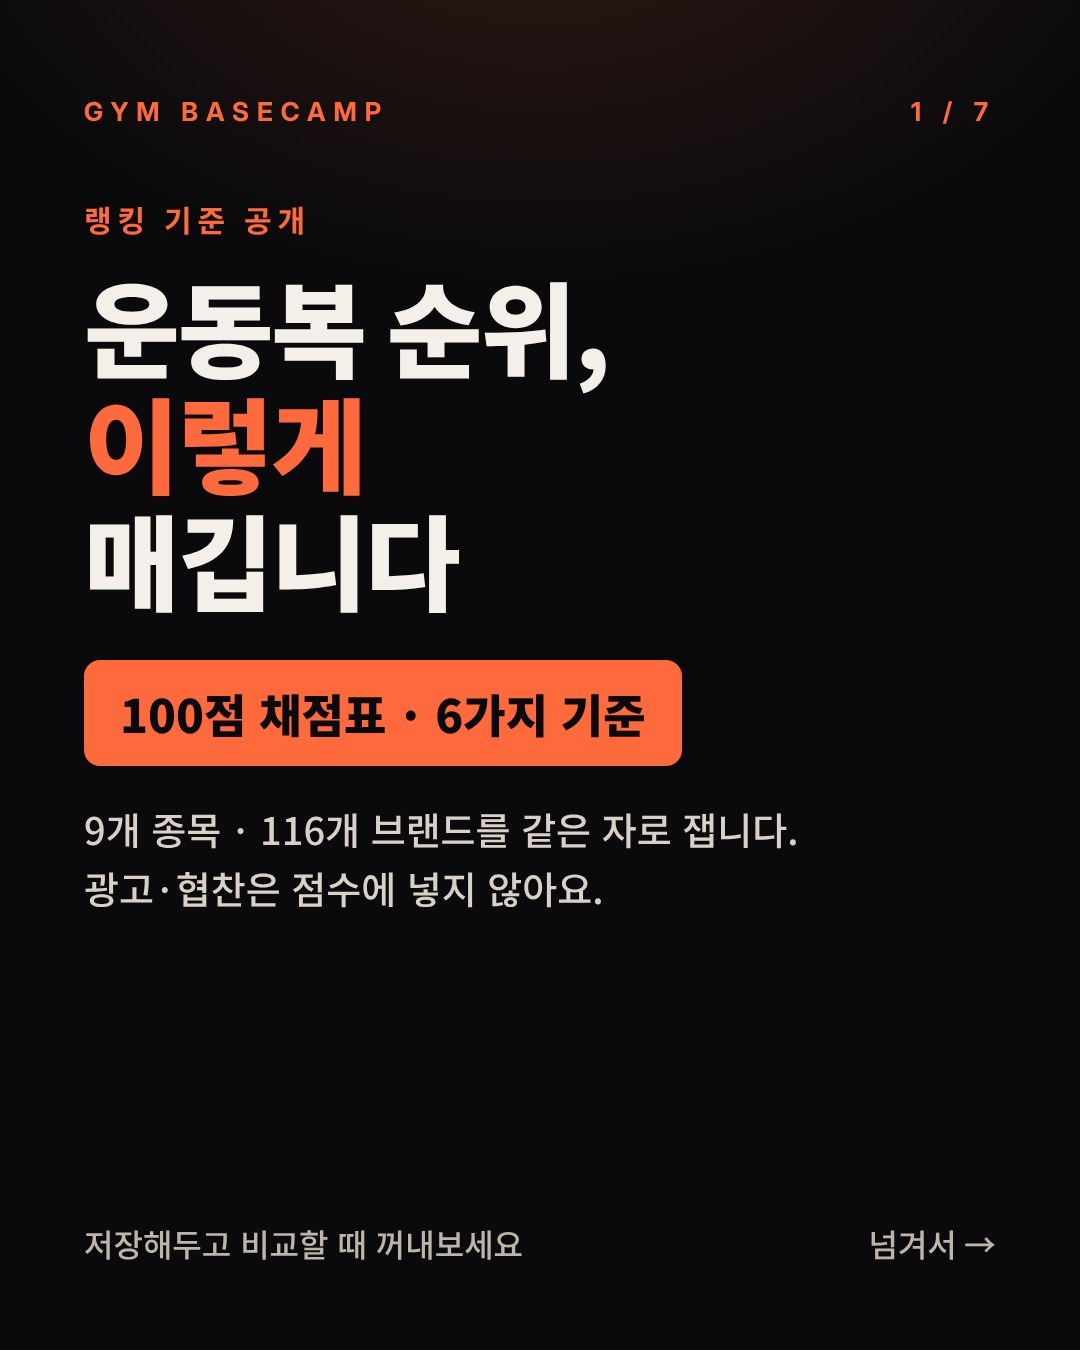 GYM BASECAMP
1 / 7
랭킹 기준 공개
운동복 순위,
이렇게
매깁니다
100점 채점표 · 6가지 기준
9개 종목 · 116개 브랜드를 같은 자로 잽니다.
광고·협찬은 점수에 넣지 않아요.
저장해두고 비교할 때 꺼내보세요
넘겨서 →